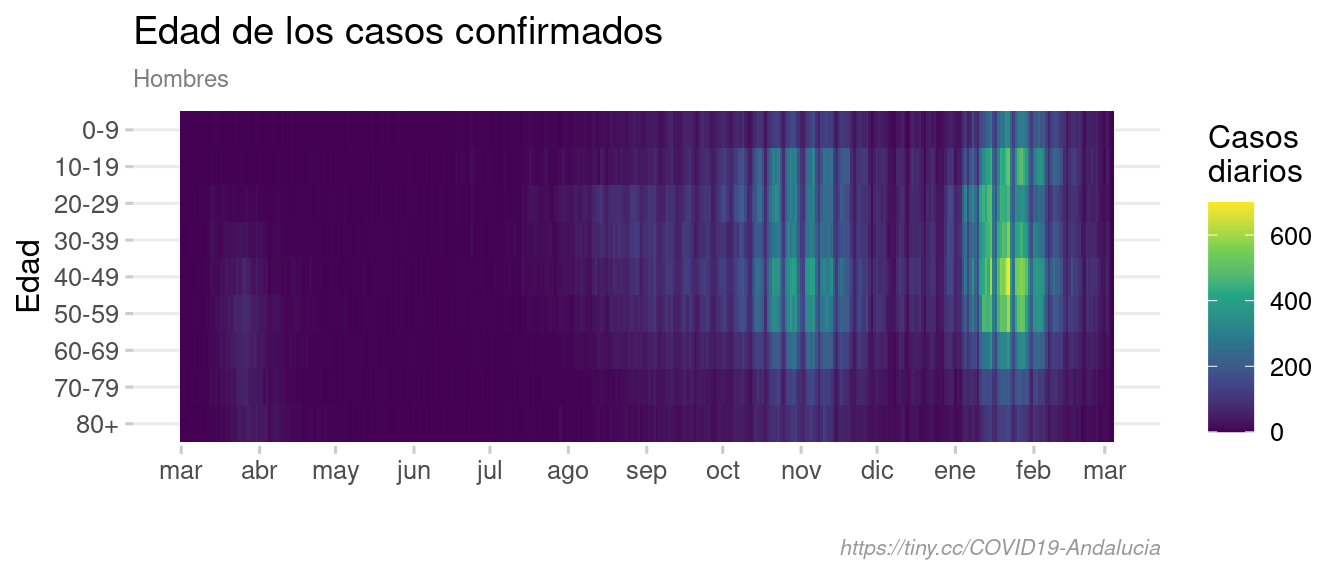 Edad de los casos confirmados
Hombres
Edad
0-9
10-19
20-29
30-39
40-49
50-59
60-69
70-79
80+
mar abr may jun jul ago sep oct nov dic ene feb mar
Casos
diarios
600
400
200
0
https://tiny.cc/COVID19-Andalucia